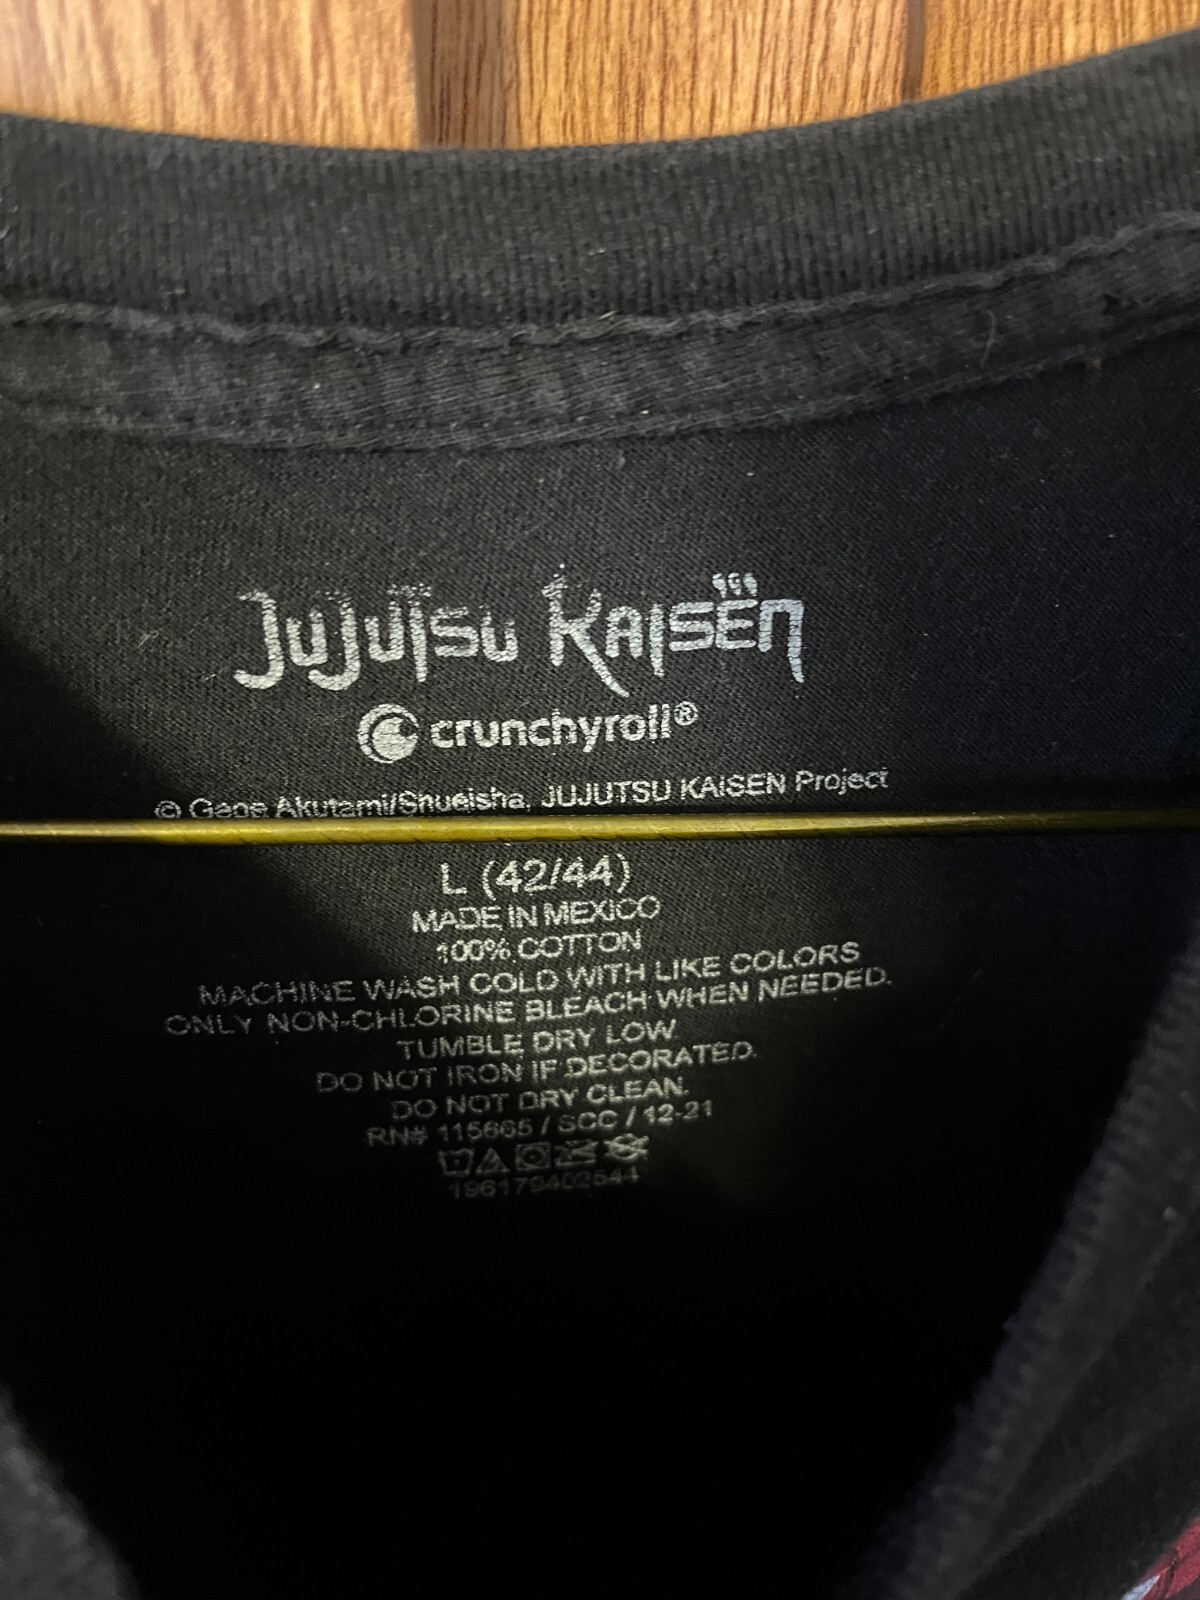 JUJUTSU KAISEN
crunchyroll®
© Gege Akutami/Shueisha, JUJUTSU KAISEN Project
L (42/44)
MADE IN MEXICO
100% COTTON
MACHINE WASH COLD WITH LIKE COLORS
ONLY NON-CHLORINE BLEACH WHEN NEEDED.
TUMBLE DRY LOW.
DO NOT IRON IF DECORATED.
DO NOT DRY CLEAN.
RN# 115665 / SCC / 12-21
196179402544